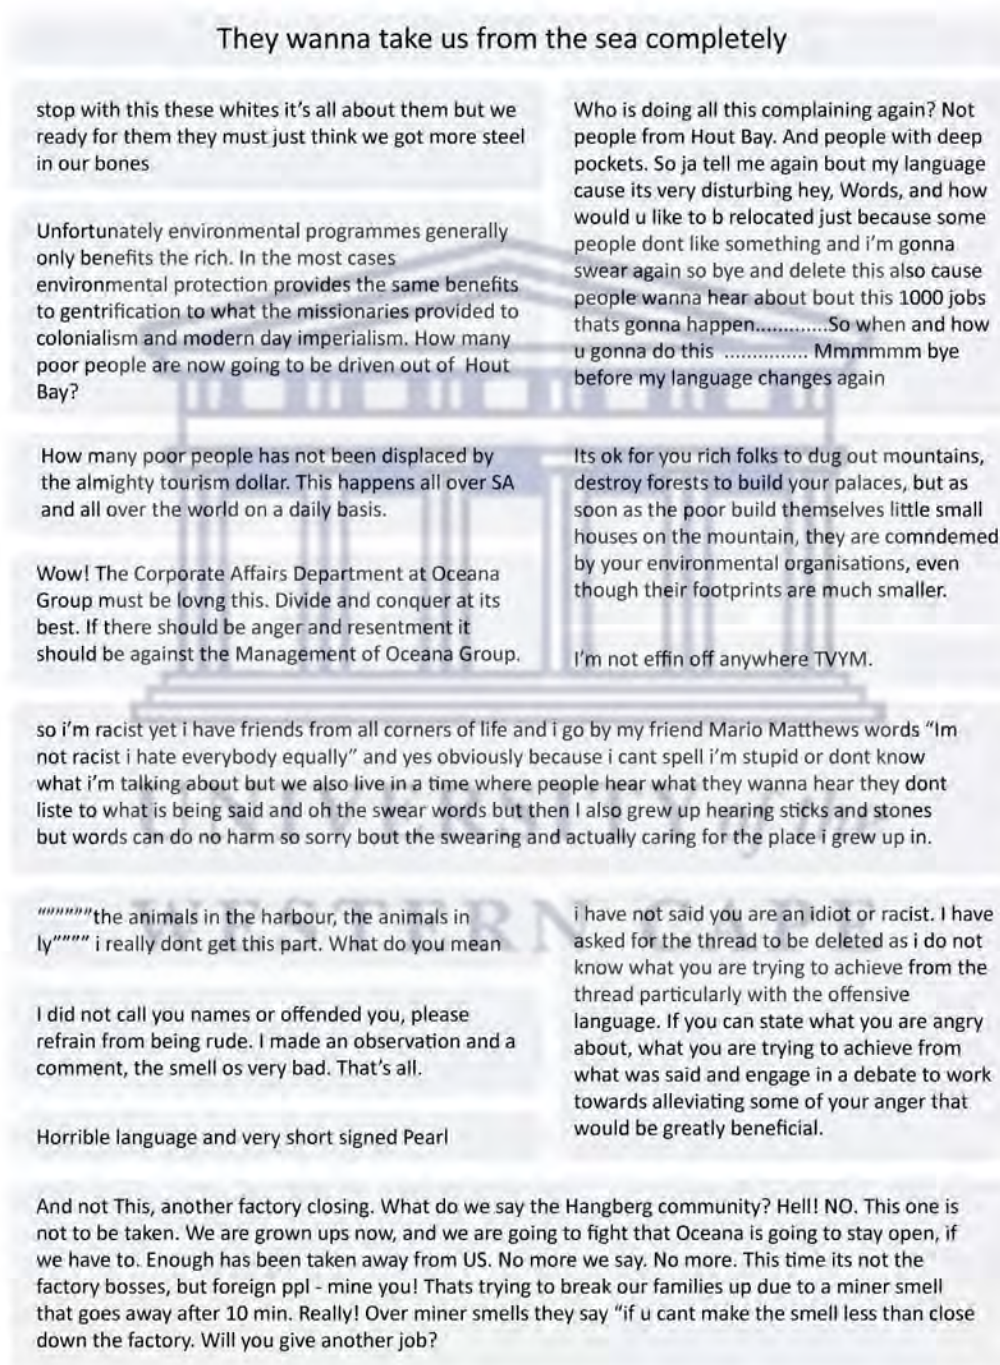 They wanna take us from the sea completely
stop with this these whites it's all about them but we
ready for them they must just think we got more steel
in our bones
Unfortunately environmental programmes generally
only benefits the rich. In the most cases
environmental protection provides the same benefits
to gentrification to what the missionaries provided to
colonialism and modern day imperialism. How many
poor people are now going to be driven out of Hout
Bay?
Who is doing all this complaining again? Not
people from Hout Bay. And people with deep
pockets. So ja tell me again bout my language
cause its very disturbing hey, Words, and how
would u like to b relocated just because some
people dont like something and i'm gonna
swear again so bye and delete this also cause
people wanna hear about bout this 1000 jobs
thats gonna happen.............So when and how
u gonna do this ............... Mmmmmm bye
before my language changes again
How many poor people has not been displaced by
the almighty tourism dollar. This happens all over SA
and all over the world on a daily basis.
Wow! The Corporate Affairs Department at Oceana
Group must be lovng this. Divide and conquer at its
best. If there should be anger and resentment it
should be against the Management of Oceana Group.
Its ok for you rich folks to dug out mountains,
destroy forests to build your palaces, but as
soon as the poor build themselves little small
houses on the mountain, they are comndemed
by your environmental organisations, even
though their footprints are much smaller.
I'm not effin off anywhere TVYM.
so i'm racist yet i have friends from all corners of life and i go by my friend Mario Matthews words "Im
not racist i hate everybody equally" and yes obviously because i cant spell i'm stupid or dont know
what i'm talking about but we also live in a time where people hear what they wanna hear they dont
liste to what is being said and oh the swear words but then I also grew up hearing sticks and stones
but words can do no harm so sorry bout the swearing and actually caring for the place i grew up in.
""""""the animals in the harbour, the animals in
ly"""" i really dont get this part. What do you mean
I did not call you names or offended you, please
refrain from being rude. I made an observation and a
comment, the smell os very bad. That's all.
Horrible language and very short signed Pearl
i have not said you are an idiot or racist. I have
asked for the thread to be deleted as i do not
know what you are trying to achieve from the
thread particularly with the offensive
language. If you can state what you are angry
about, what you are trying to achieve from
what was said and engage in a debate to work
towards alleviating some of your anger that
would be greatly beneficial.
And not This, another factory closing. What do we say the Hangberg community? Hell! NO. This one is
not to be taken. We are grown ups now, and we are going to fight that Oceana is going to stay open, if
we have to. Enough has been taken away from US. No more we say. No more. This time its not the
factory bosses, but foreign ppl - mine you! Thats trying to break our families up due to a miner smell
that goes away after 10 min. Really! Over miner smells they say "if u cant make the smell less than close
down the factory. Will you give another job?
UNIVERSITY of the
WESTERN CAPE